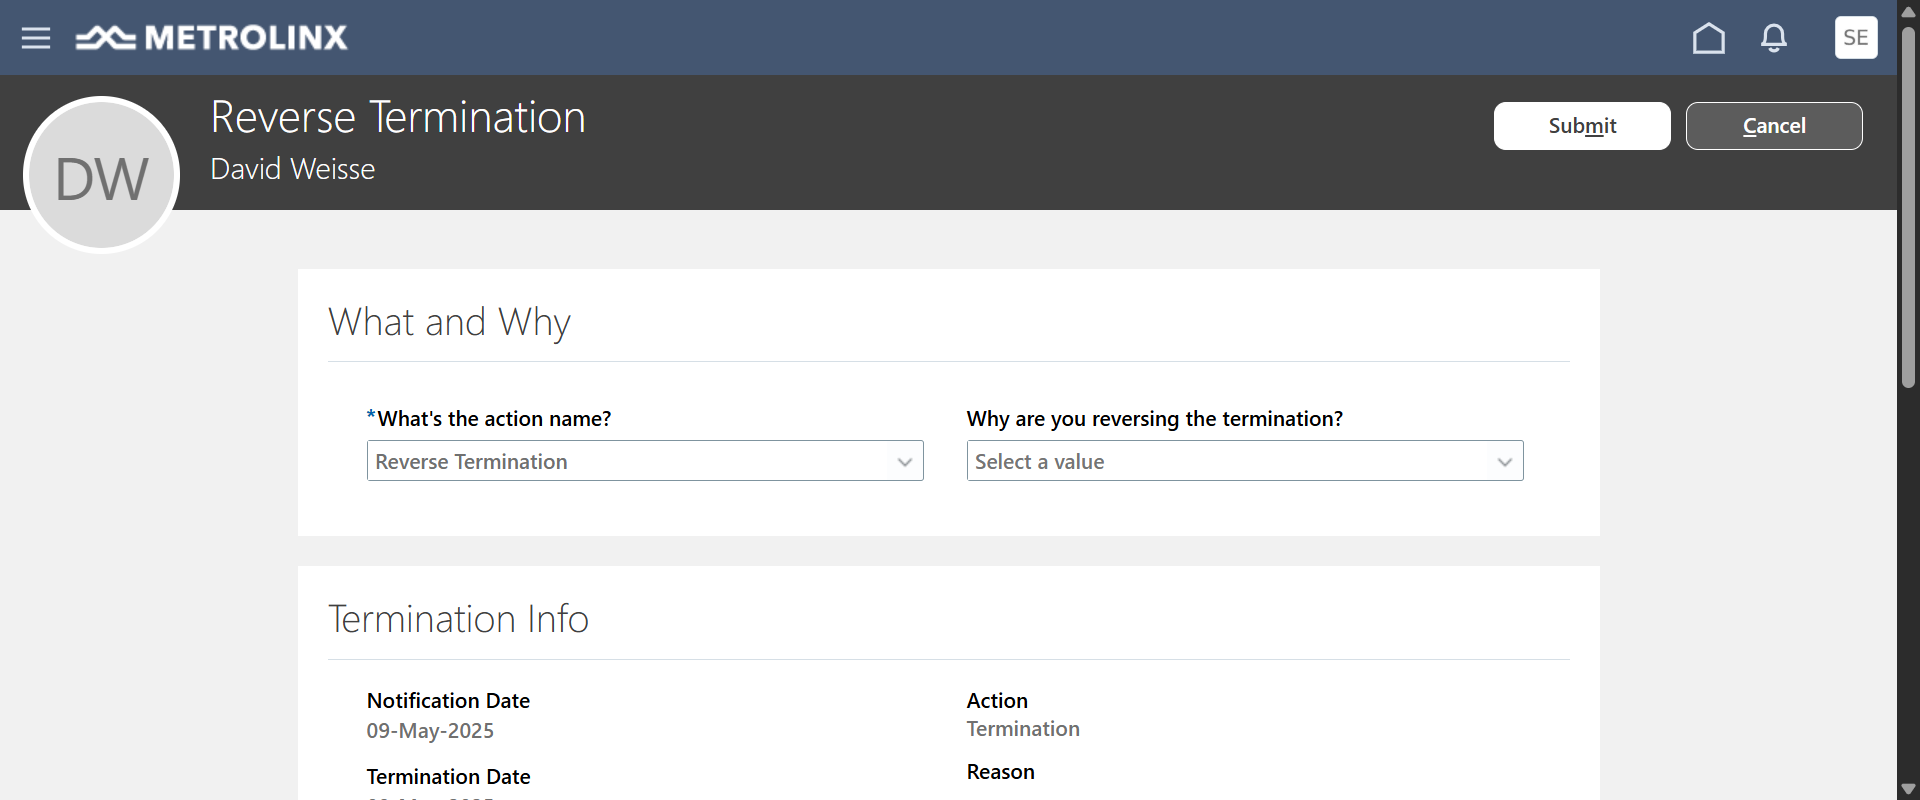 METROLINX
SE
DW
Reverse Termination
David Weisse
Submit
Cancel
What and Why
*What's the action name?
Reverse Termination
Why are you reversing the termination?
Select a value
Termination Info
Notification Date
09-May-2025
Action
Termination
Termination Date
Reason